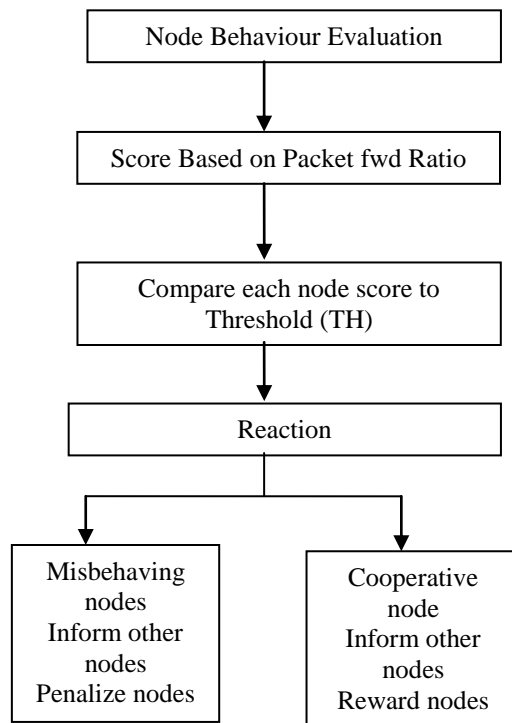 Node Behaviour Evaluation
Score Based on Packet fwd Ratio
Compare each node score to
Threshold (TH)
Reaction
Misbehaving
nodes
Inform other
nodes
Penalize nodes
Cooperative
node
Inform other
nodes
Reward nodes